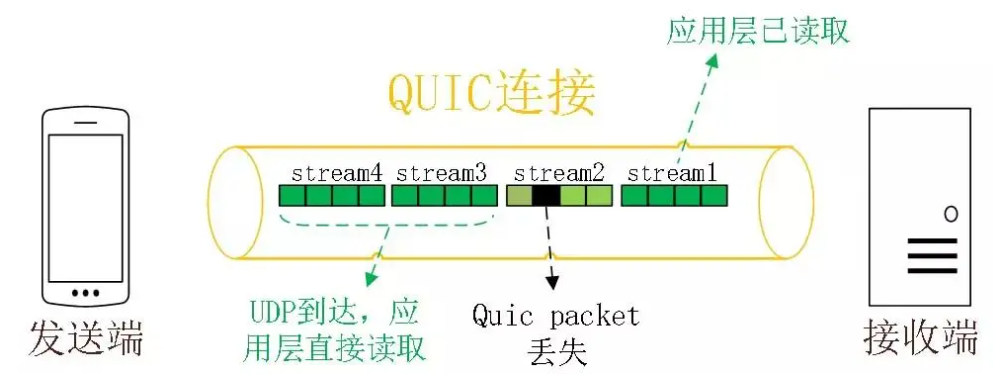 应用层已读取
QUIC连接
stream4 stream3 stream2 stream1
UDP到达，应
用层直接读取
Quic packet
丢失
发送端
接收端